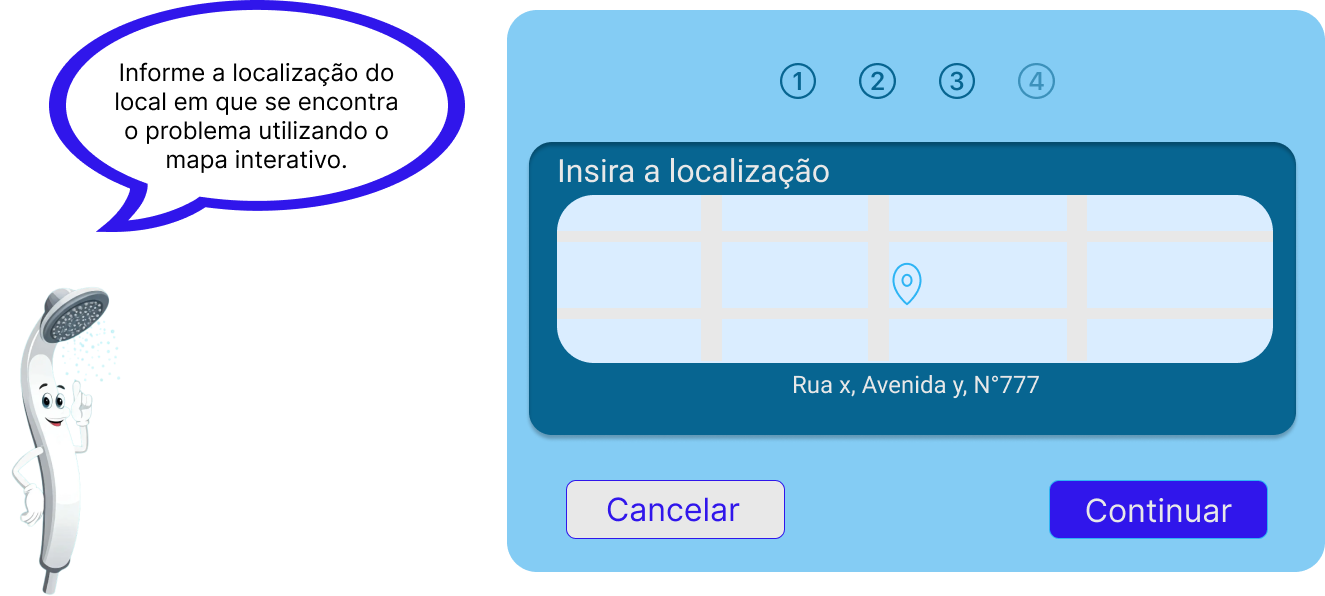 Informe a localização do
local em que se encontra
o problema utilizando o
mapa interativo.
1 2 3 4
Insira a localização
Rua x, Avenida y, N°777
Cancelar Continuar